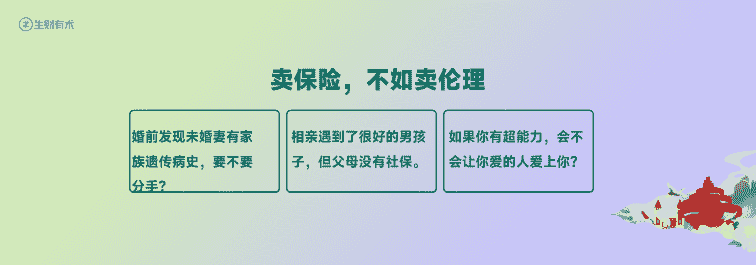 生财有术
卖保险，不如卖伦理
婚前发现未婚妻有家
族遗传病史，要不要
分手？
相亲遇到了很好的男孩
子，但父母没有社保。
如果你有超能力，会不
会让你爱的人爱上你？